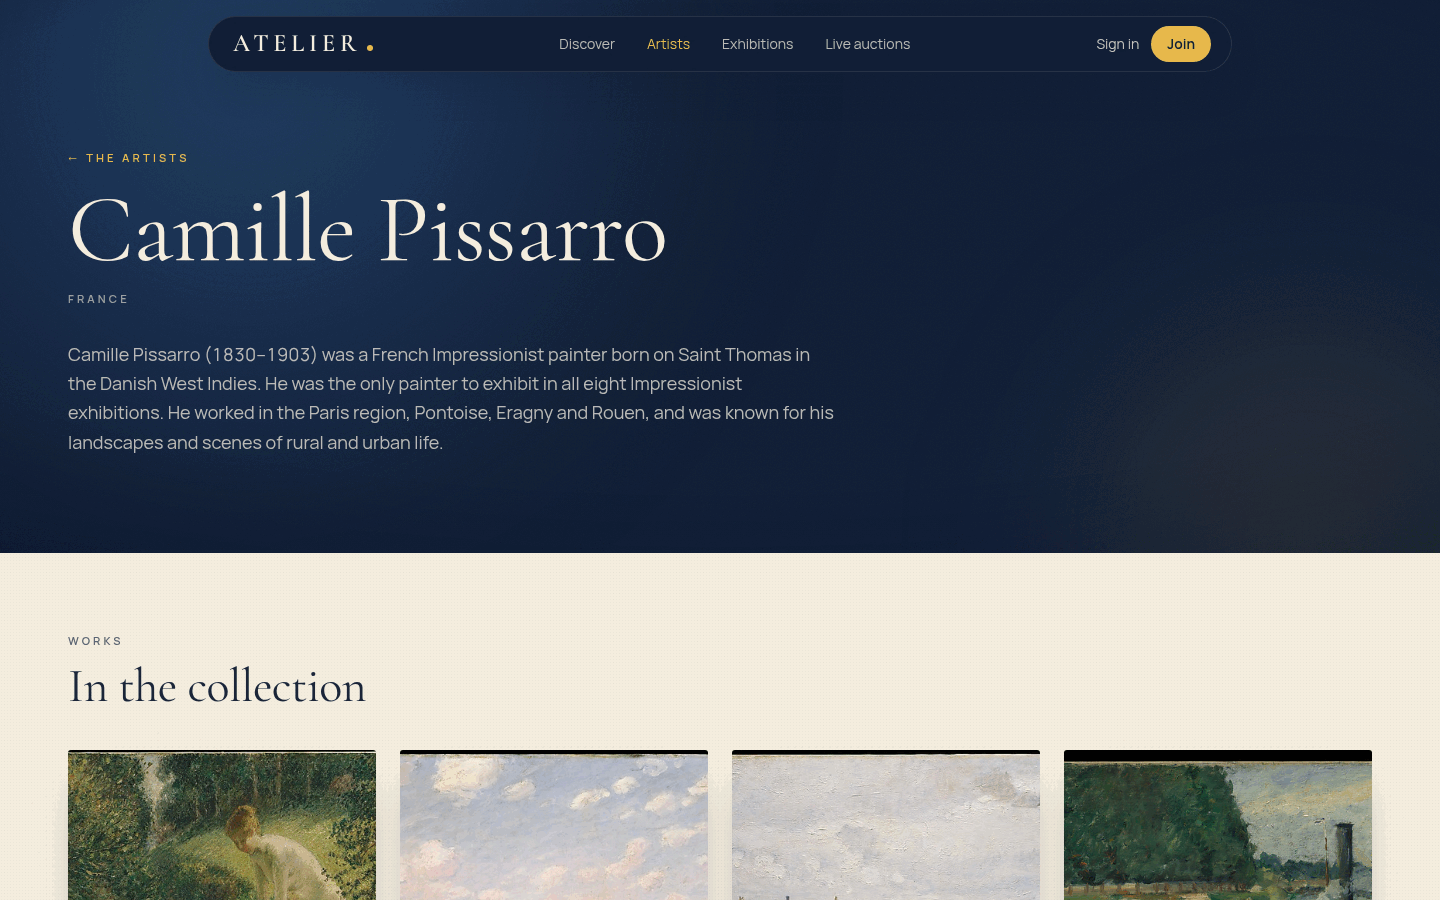 ATELIER.
Discover Artists Exhibitions Live auctions
Sign in Join
← THE ARTISTS
Camille Pissarro
FRANCE
Camille Pissarro (1830–1903) was a French Impressionist painter born on Saint Thomas in
the Danish West Indies. He was the only painter to exhibit in all eight Impressionist
exhibitions. He worked in the Paris region, Pontoise, Eragny and Rouen, and was known for his
landscapes and scenes of rural and urban life.
WORKS
In the collection